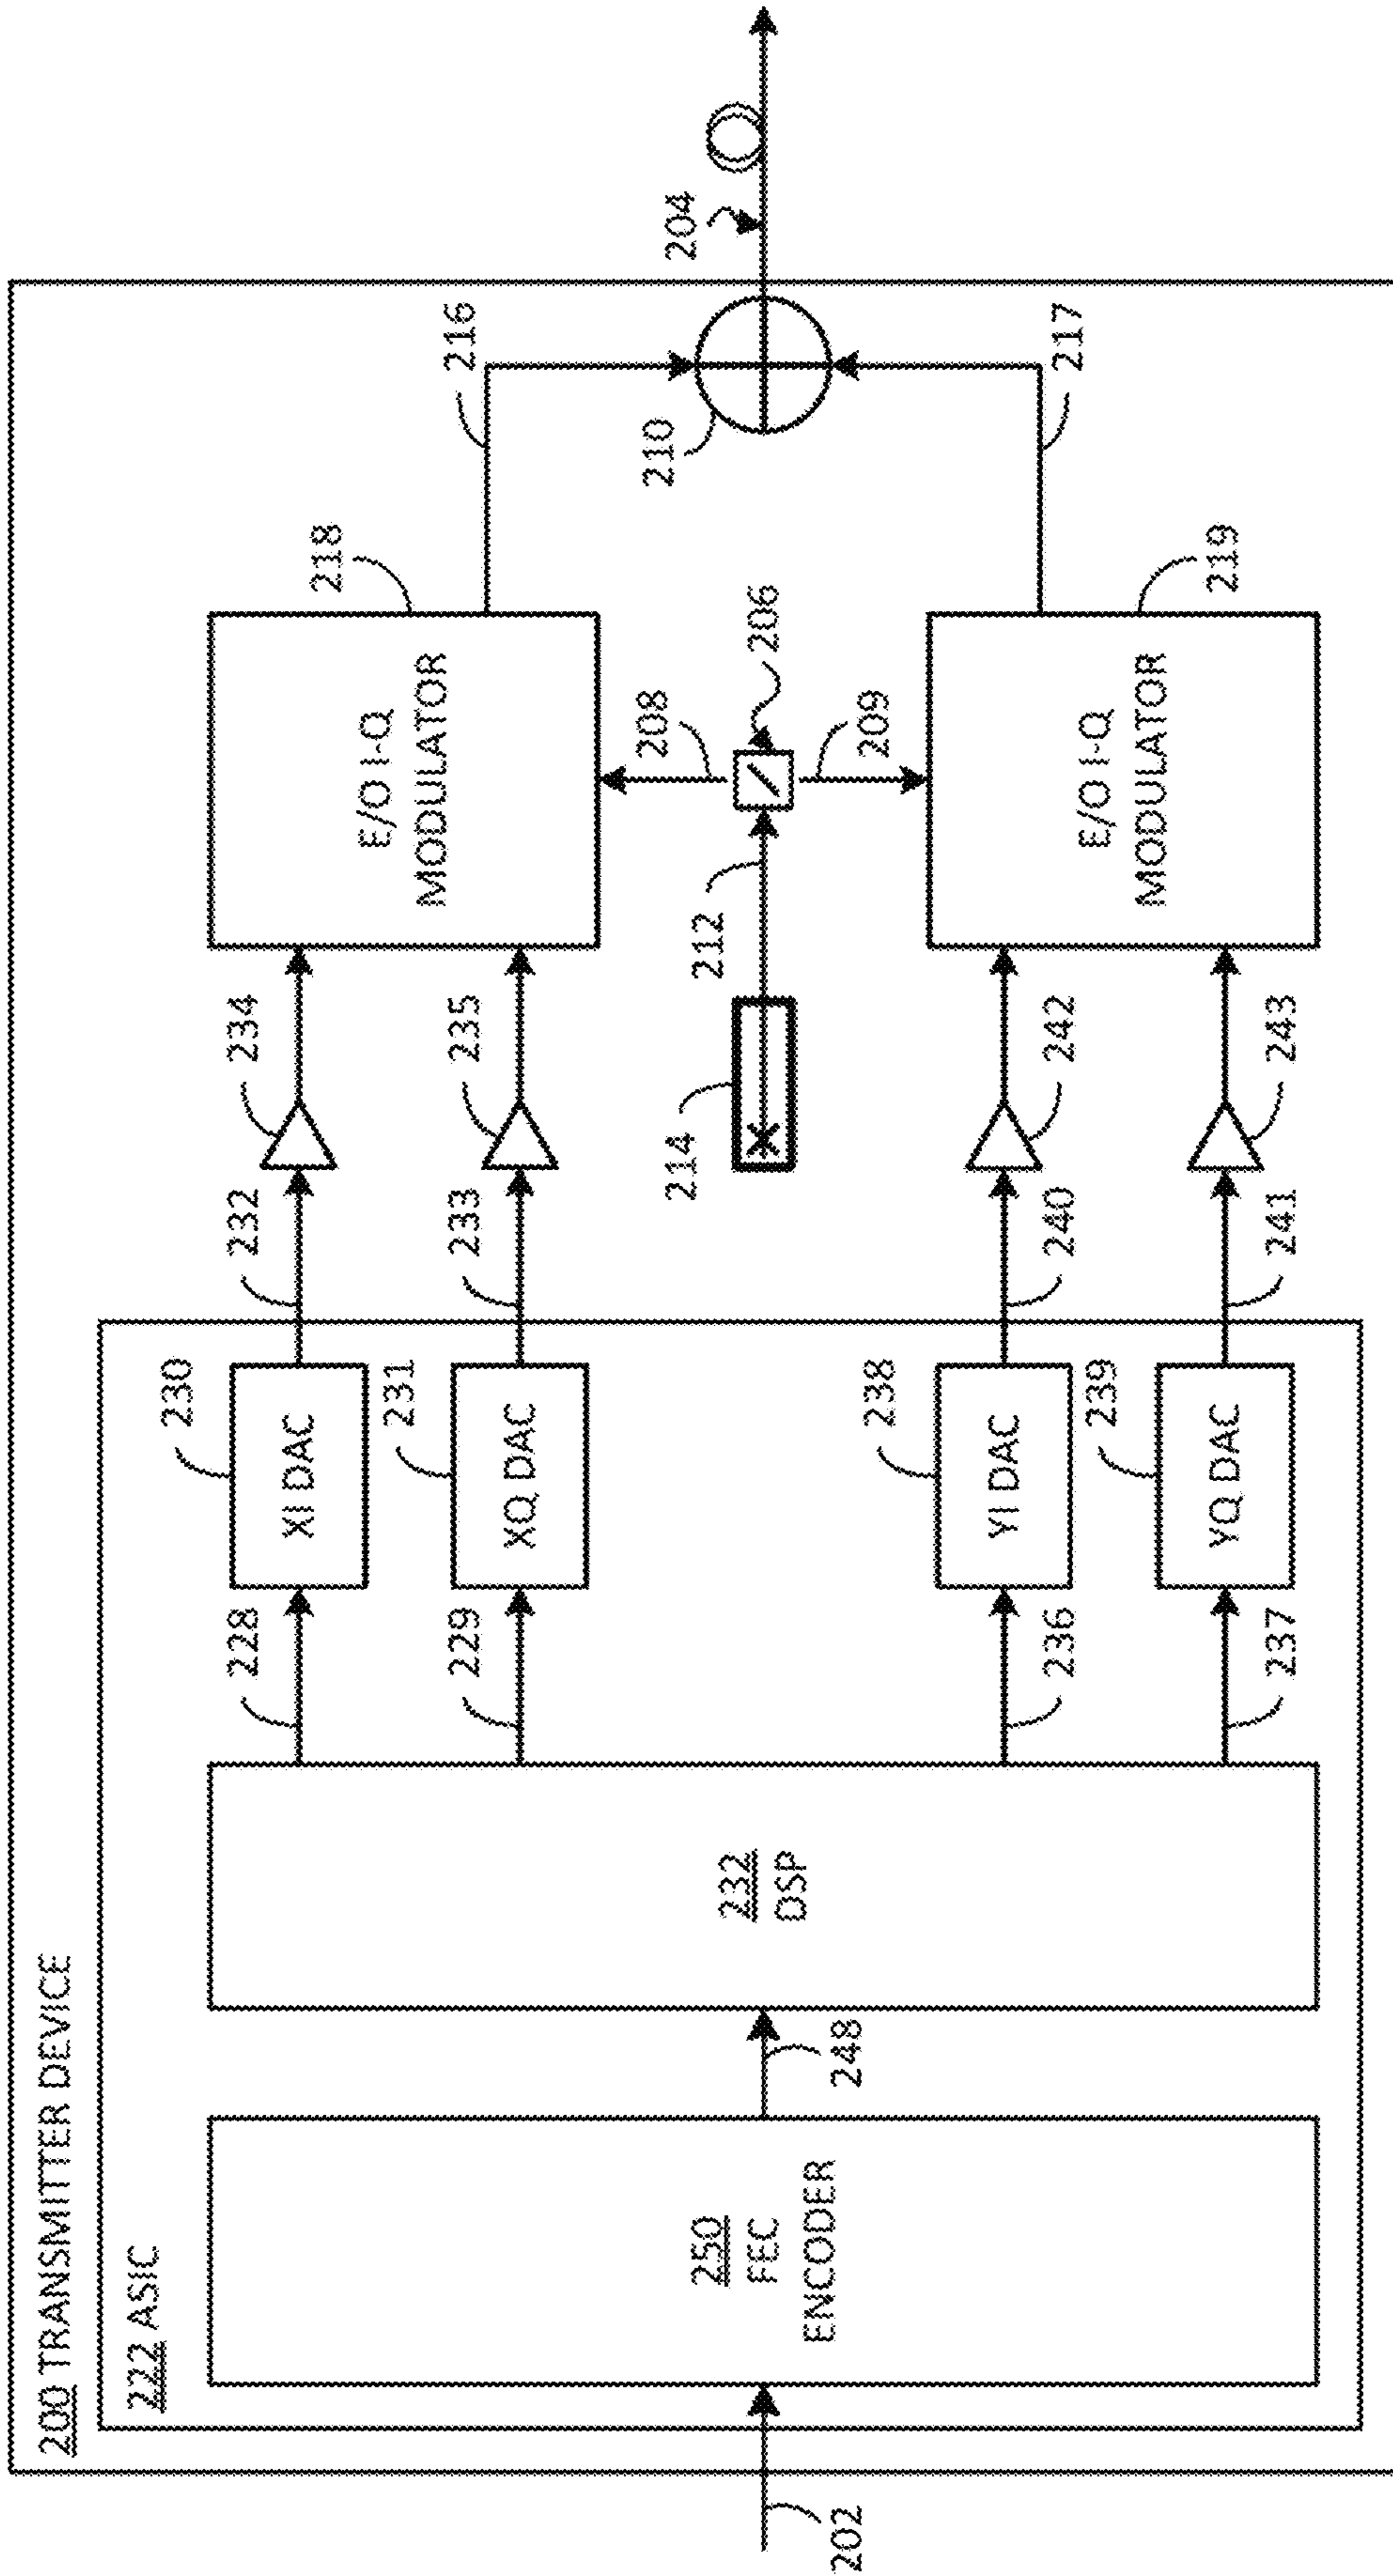 200 TRANSMITTER DEVICE
222 ASIC
202
250
FEC
ENCODER
248
232
DSP
228
229
236
237
230
XI DAC
231
XQ DAC
238
YI DAC
239
YQ DAC
232
233
240
241
234
235
242
243
214
212
206
208
209
E/O I-Q
MODULATOR
218
E/O I-Q
MODULATOR
219
216
217
210
204